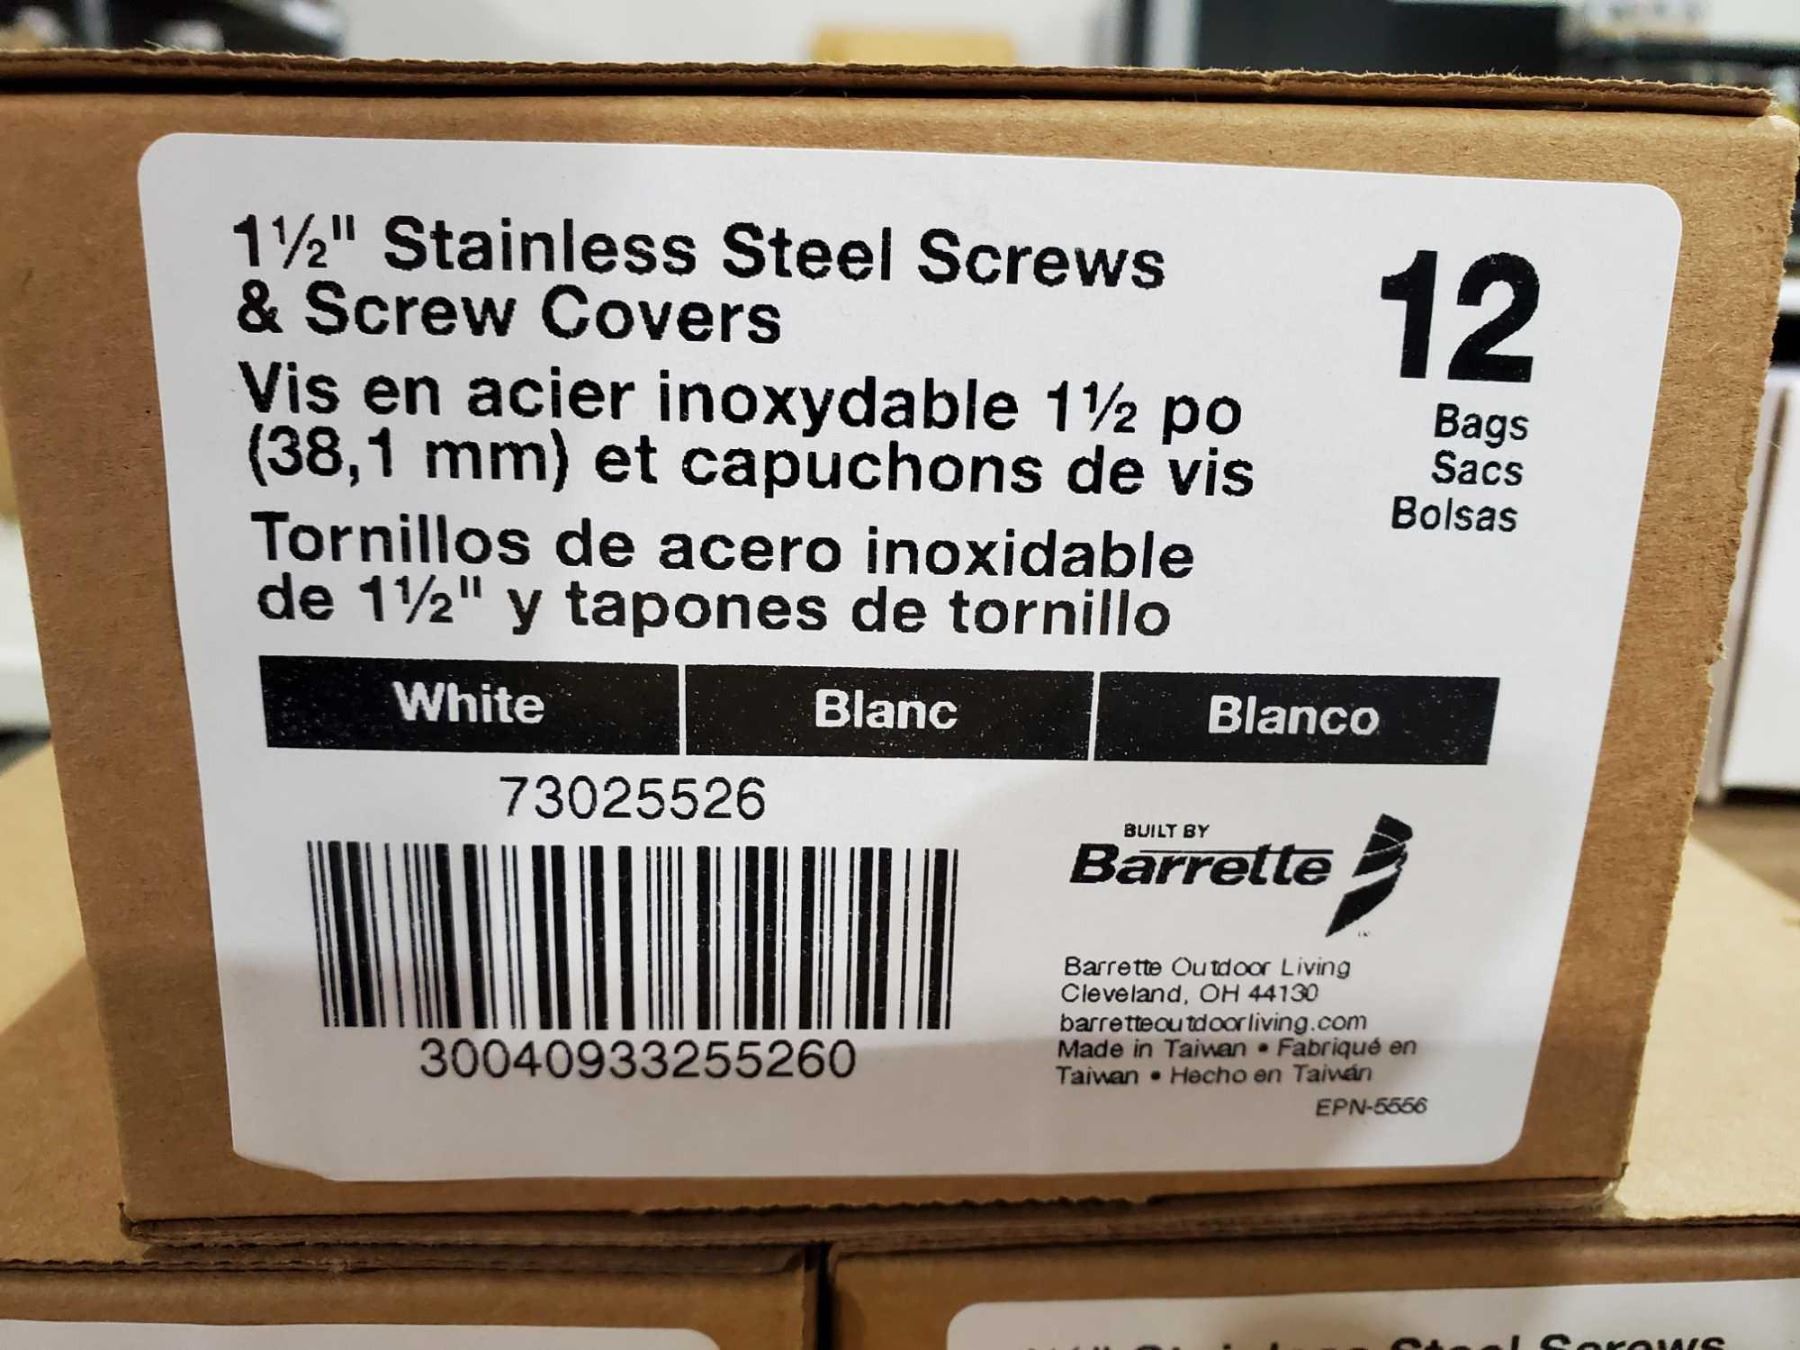 1½" Stainless Steel Screws
& Screw Covers
Vis en acier inoxydable 1½ po
(38,1 mm) et capuchons de vis
Tornillos de acero inoxidable
de 1½" y tapones de tornillo
12
Bags
Sacs
Bolsas
White Blanc Blanco
73025526
30040933255260
BUILT BY
Barrette
Barrette Outdoor Living
Cleveland, OH 44130
barretteoutdoorliving.com
Made in Taiwan • Fabriqué en
Taiwan • Hecho en Taiwán
EPN-5556
Steel Screws